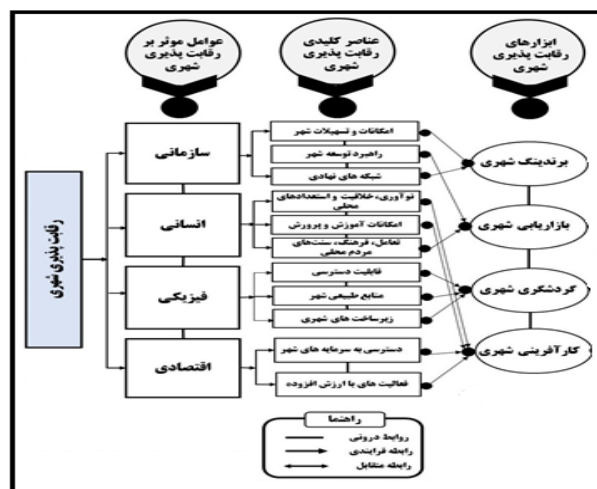 عوامل موثر بر
رقابت پذیری
شهری
عناصر کلیدی
رقابت پذیری
شهری
ابزارهای
رقابت پذیری
شهری
رقابت پذیری شهری
سازمانی
انسانی
فیزیکی
اقتصادی
امکانات و تسهیلات شهر
راهبرد توسعه شهر
شبکه های نهادی
نوآوری، خلاقیت و استعدادهای
محلی
امکانات آموزش و پرورش
تعامل، فرهنگ، سنت‌های
مردم محلی
قابلیت دسترسی
منابع طبیعی شهر
زیرساخت های شهری
دسترسی به سرمایه های شهر
فعالیت های با ارزش افزوده
برندینگ شهری
بازاریابی شهری
گردشگری شهری
کارآفرینی شهری
راهنما
روابط درونی
رابطه فرایندی
رابطه متقابل